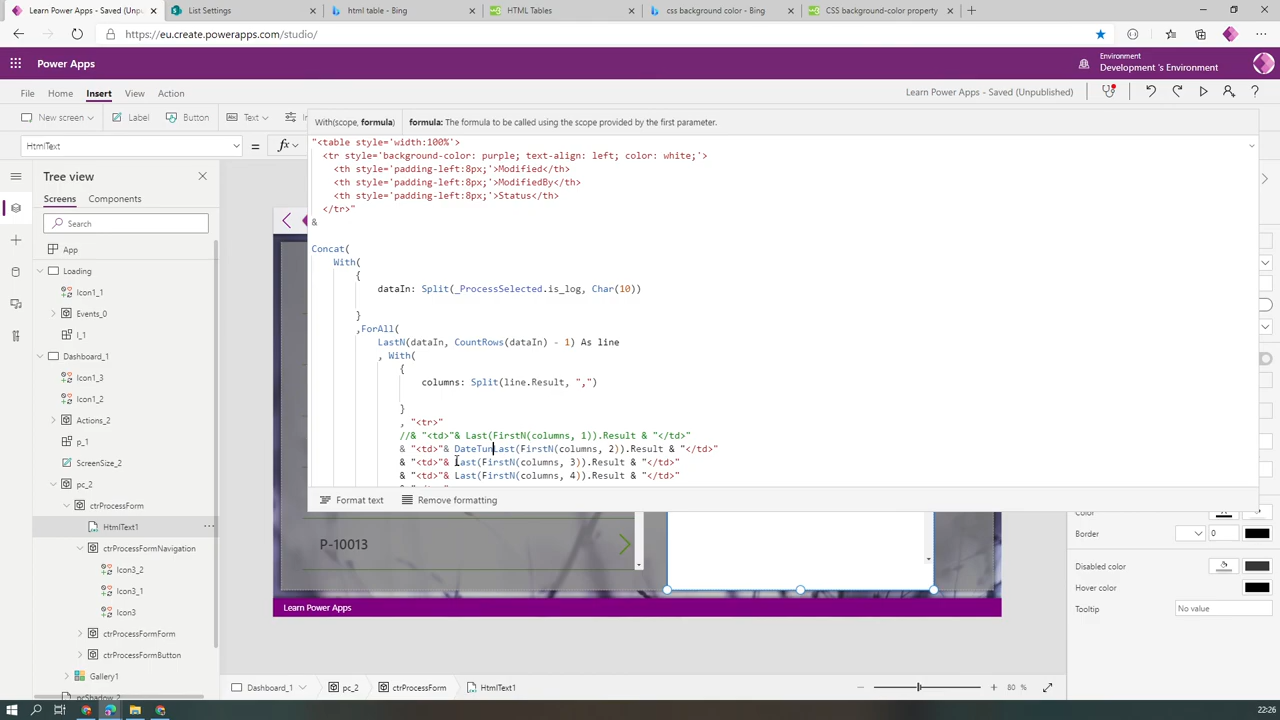 Learn Power Apps - Saved (Unpub
List Settings
html table - Bing
HTML Tables
css background color - Bing
CSS background-color property
https://eu.create.powerapps.com/studio/
Power Apps
Environment
Development 's Environment
File Home Insert View Action
Learn Power Apps - Saved (Unpublished)
New screen Label Button Text In
With(scope, formula) formula: The formula to be called using the scope provided by the first parameter.
HtmlText = fx
"<table style='width:100%'>
<tr style='background-color: purple; text-align: left; color: white;'>
<th style='padding-left:8px;'>Modified</th>
<th style='padding-left:8px;'>ModifiedBy</th>
<th style='padding-left:8px;'>Status</th>
</tr>"
&
Concat(
With(
{
dataIn: Split(_ProcessSelected.is_log, Char(10))
}
,ForAll(
LastN(dataIn, CountRows(dataIn) - 1) As line
, With(
{
columns: Split(line.Result, ",")
}
, "<tr>"
//& "<td>"& Last(FirstN(columns, 1)).Result & "</td>"
& "<td>"& DateTunLast(FirstN(columns, 2)).Result & "</td>"
& "<td>"& Last(FirstN(columns, 3)).Result & "</td>"
& "<td>"& Last(FirstN(columns, 4)).Result & "</td>"
Format text Remove formatting
Tree view
Screens Components
Search
App
Loading
Icon1_1
Events_0
l_1
Dashboard_1
Icon1_3
Icon1_2
Actions_2
p_1
ScreenSize_2
pc_2
ctrProcessForm
HtmlText1
ctrProcessFormNavigation
Icon3_2
Icon3_1
Icon3
ctrProcessFormForm
ctrProcessFormButton
Gallery1
pcShadow_2
P-10013
Learn Power Apps
Color
Border 0
Disabled color
Hover color
Tooltip No value
Dashboard_1 pc_2 ctrProcessForm HtmlText1
80 %
22:26